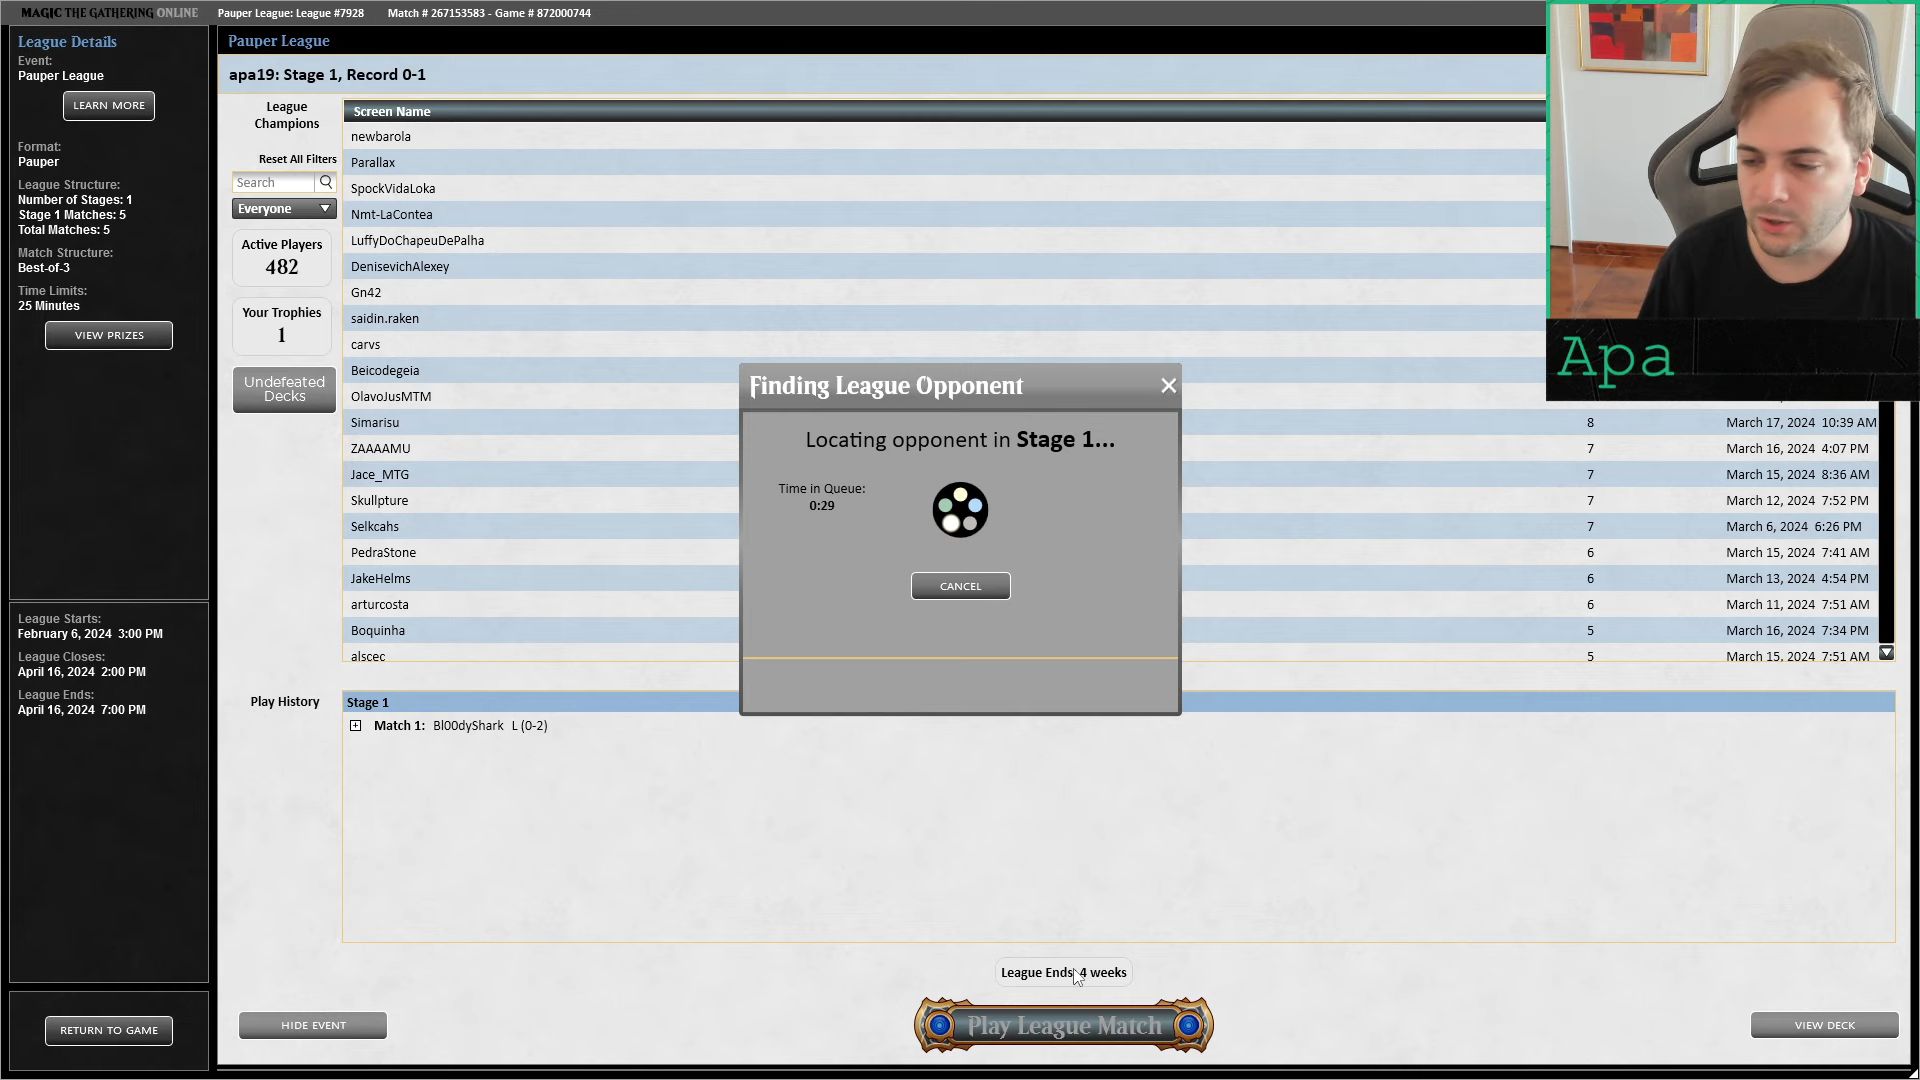 MAGIC THE GATHERING ONLINE
Pauper League: League #7928 Match # 267153583 - Game # 872000744
League Details
Event:
Pauper League
LEARN MORE
Format:
Pauper
League Structure:
Number of Stages: 1
Stage 1 Matches: 5
Total Matches: 5
Match Structure:
Best-of-3
Time Limits:
25 Minutes
VIEW PRIZES
League Starts:
February 6, 2024 3:00 PM
League Closes:
April 16, 2024 2:00 PM
League Ends:
April 16, 2024 7:00 PM
RETURN TO GAME
Pauper League
apa19: Stage 1, Record 0-1
League
Champions
Reset All Filters
Search
Everyone
Active Players
482
Your Trophies
1
Undefeated
Decks
Screen Name
newbarola
Parallax
SpockVidaLoka
Nmt-LaContea
LuffyDoChapeuDePalha
DenisevichAlexey
Gn42
saidin.raken
carvs
Beicodegeia
OlavoJusMTM
Simarisu 8 March 17, 2024 10:39 AM
ZAAAAMU 7 March 16, 2024 4:07 PM
Jace_MTG 7 March 15, 2024 8:36 AM
Skullpture 7 March 12, 2024 7:52 PM
Selkcahs 7 March 6, 2024 6:26 PM
PedraStone 6 March 15, 2024 7:41 AM
JakeHelms 6 March 13, 2024 4:54 PM
arturcosta 6 March 11, 2024 7:51 AM
Boquinha 5 March 16, 2024 7:34 PM
alscec 5 March 15, 2024 7:51 AM
Finding League Opponent
Locating opponent in Stage 1...
Time in Queue:
0:29
CANCEL
Apa
Play History
Stage 1
Match 1: Bl00dyShark L (0-2)
League Ends: 4 weeks
HIDE EVENT
Play League Match
VIEW DECK